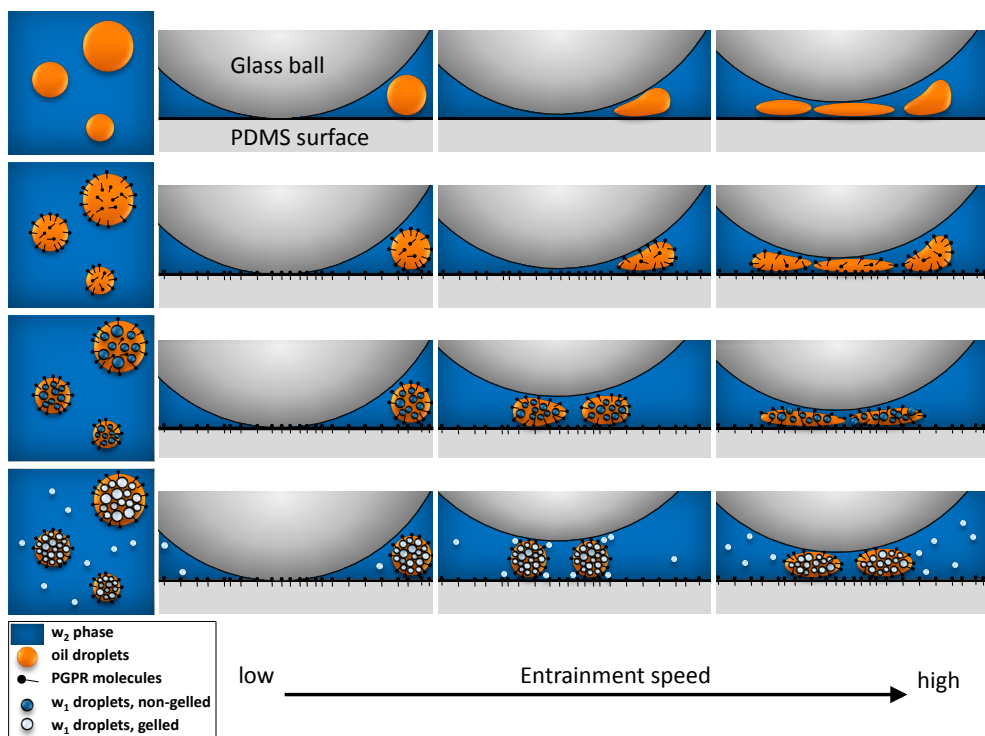 Glass ball
PDMS surface
w₂ phase
oil droplets
PGPR molecules
w₁ droplets, non-gelled
w₁ droplets, gelled
low
Entrainment speed
high